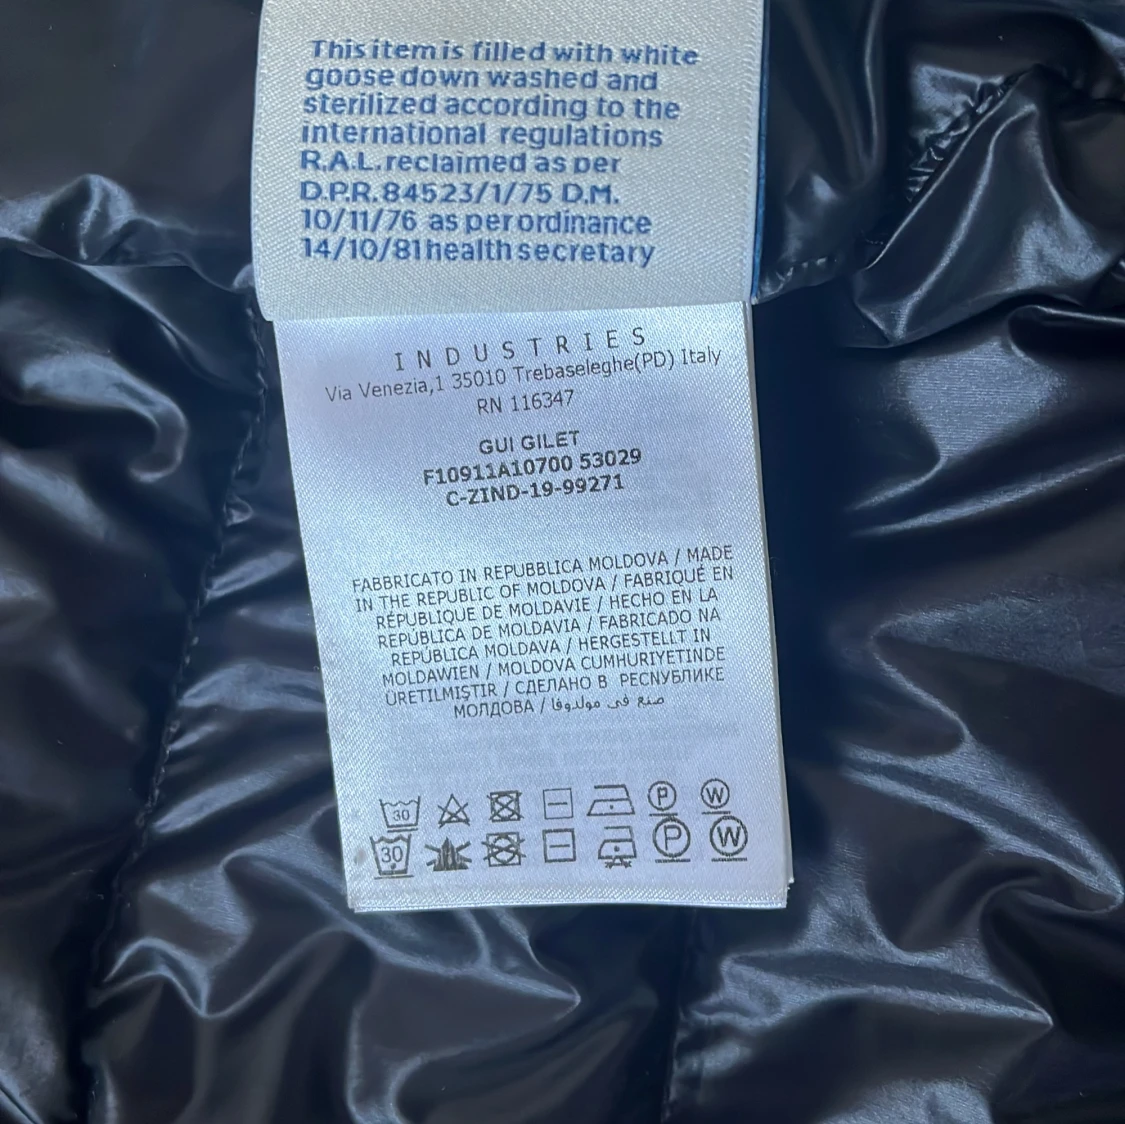 This item is filled with white
goose down washed and
sterilized according to the
international regulations
R.A.L. reclaimed as per
D.P.R. 84523/1/75 D.M.
10/11/76 as per ordinance
14/10/81 health secretary
INDUSTRIES
Via Venezia,1 35010 Trebaseleghe(PD) Italy
RN 116347
GUI GILET
F10911A10700 53029
C-ZIND-19-99271
FABBRICATO IN REPUBBLICA MOLDOVA / MADE
IN THE REPUBLIC OF MOLDOVA / FABRIQUÉ EN
RÉPUBLIQUE DE MOLDAVIE / HECHO EN LA
REPÚBLICA DE MOLDAVIA / FABRICADO NA
REPÚBLICA MOLDAVA / HERGESTELLT IN
MOLDAWIEN / MOLDOVA CUMHURIYETINDE
ÜRETILMIŞTIR / СДЕЛАНО В РЕСПУБЛИКЕ
МОЛДОВА / صنع في مولدوفا
30 P W
30 P W